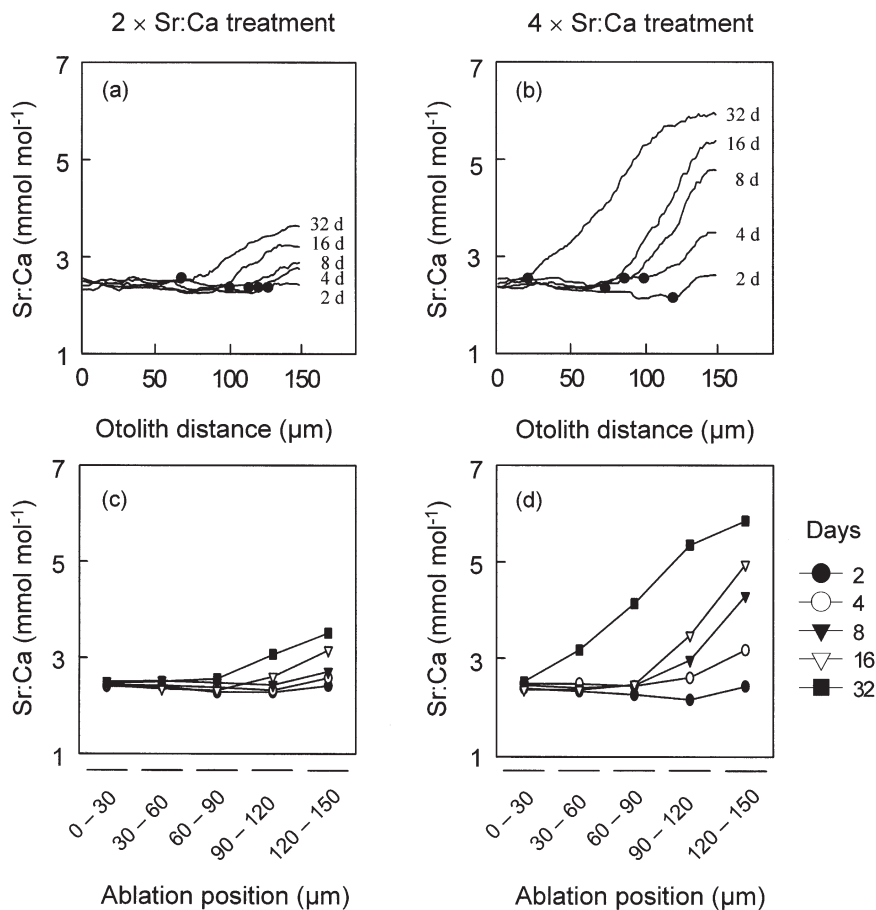 2 × Sr:Ca treatment
4 × Sr:Ca treatment
(a)
Sr:Ca (mmol mol⁻¹)
7
5
3
1
32 d
16 d
8 d
4 d
2 d
0 50 100 150
Otolith distance (μm)
(b)
Sr:Ca (mmol mol⁻¹)
7
5
3
1
32 d
16 d
8 d
4 d
2 d
0 50 100 150
Otolith distance (μm)
(c)
Sr:Ca (mmol mol⁻¹)
7
5
3
1
0 – 30
30 – 60
60 – 90
90 – 120
120 – 150
Ablation position (μm)
(d)
Sr:Ca (mmol mol⁻¹)
7
5
3
1
0 – 30
30 – 60
60 – 90
90 – 120
120 – 150
Ablation position (μm)
Days
2
4
8
16
32